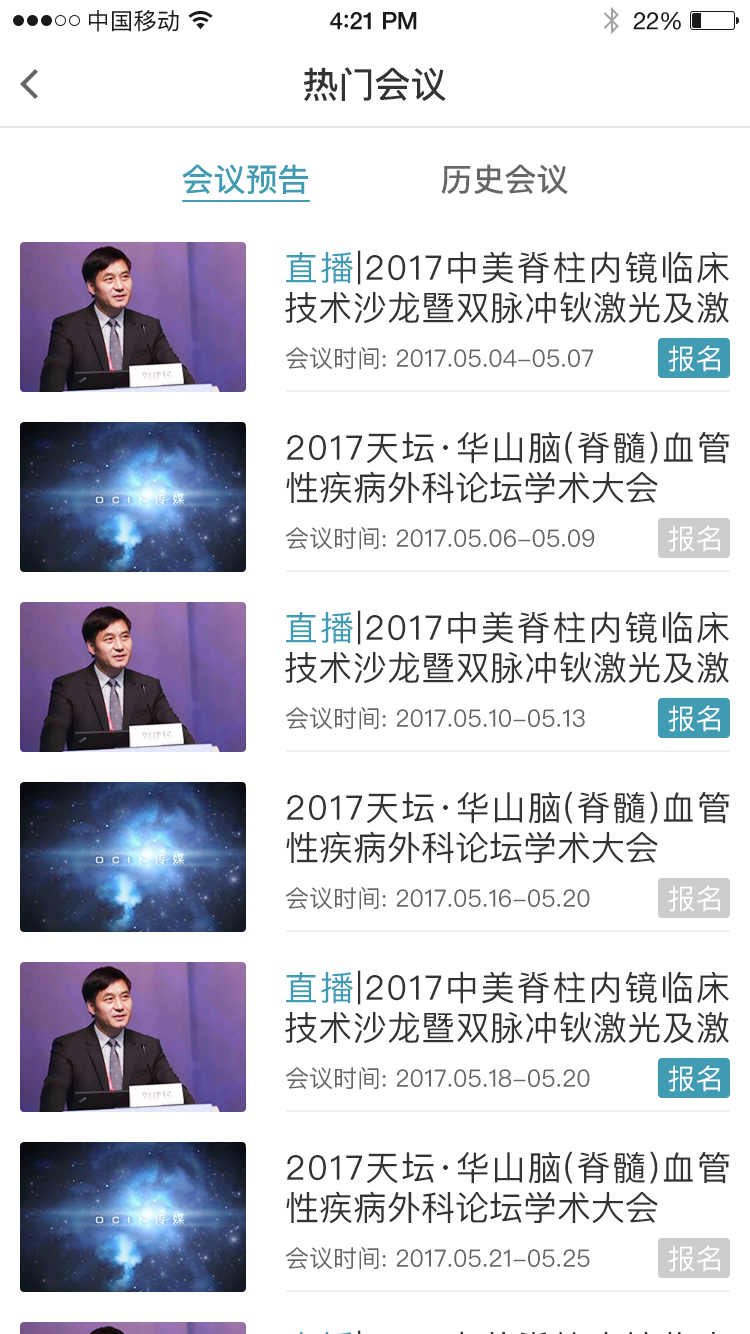 中国移动
4:21 PM
22%
热门会议
会议预告
历史会议
直播|2017中美脊柱内镜临床
技术沙龙暨双脉冲钬激光及激
会议时间: 2017.05.04-05.07
报名
OCIN传媒
2017天坛·华山脑(脊髓)血管
性疾病外科论坛学术大会
会议时间: 2017.05.06-05.09
报名
直播|2017中美脊柱内镜临床
技术沙龙暨双脉冲钬激光及激
会议时间: 2017.05.10-05.13
报名
OCIN传媒
2017天坛·华山脑(脊髓)血管
性疾病外科论坛学术大会
会议时间: 2017.05.16-05.20
报名
直播|2017中美脊柱内镜临床
技术沙龙暨双脉冲钬激光及激
会议时间: 2017.05.18-05.20
报名
OCIN传媒
2017天坛·华山脑(脊髓)血管
性疾病外科论坛学术大会
会议时间: 2017.05.21-05.25
报名